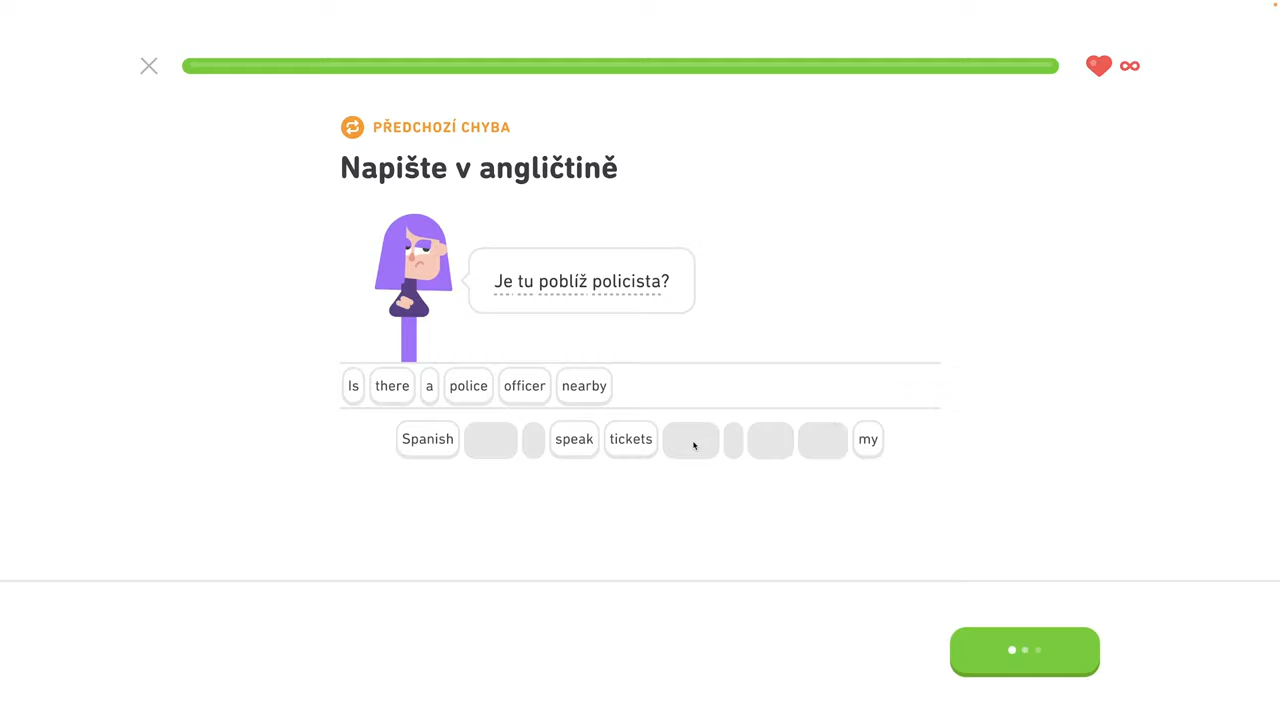 PŘEDCHOZÍ CHYBA
Napište v angličtině
Je tu poblíž policista?
Is there a police officer nearby
Spanish speak tickets my